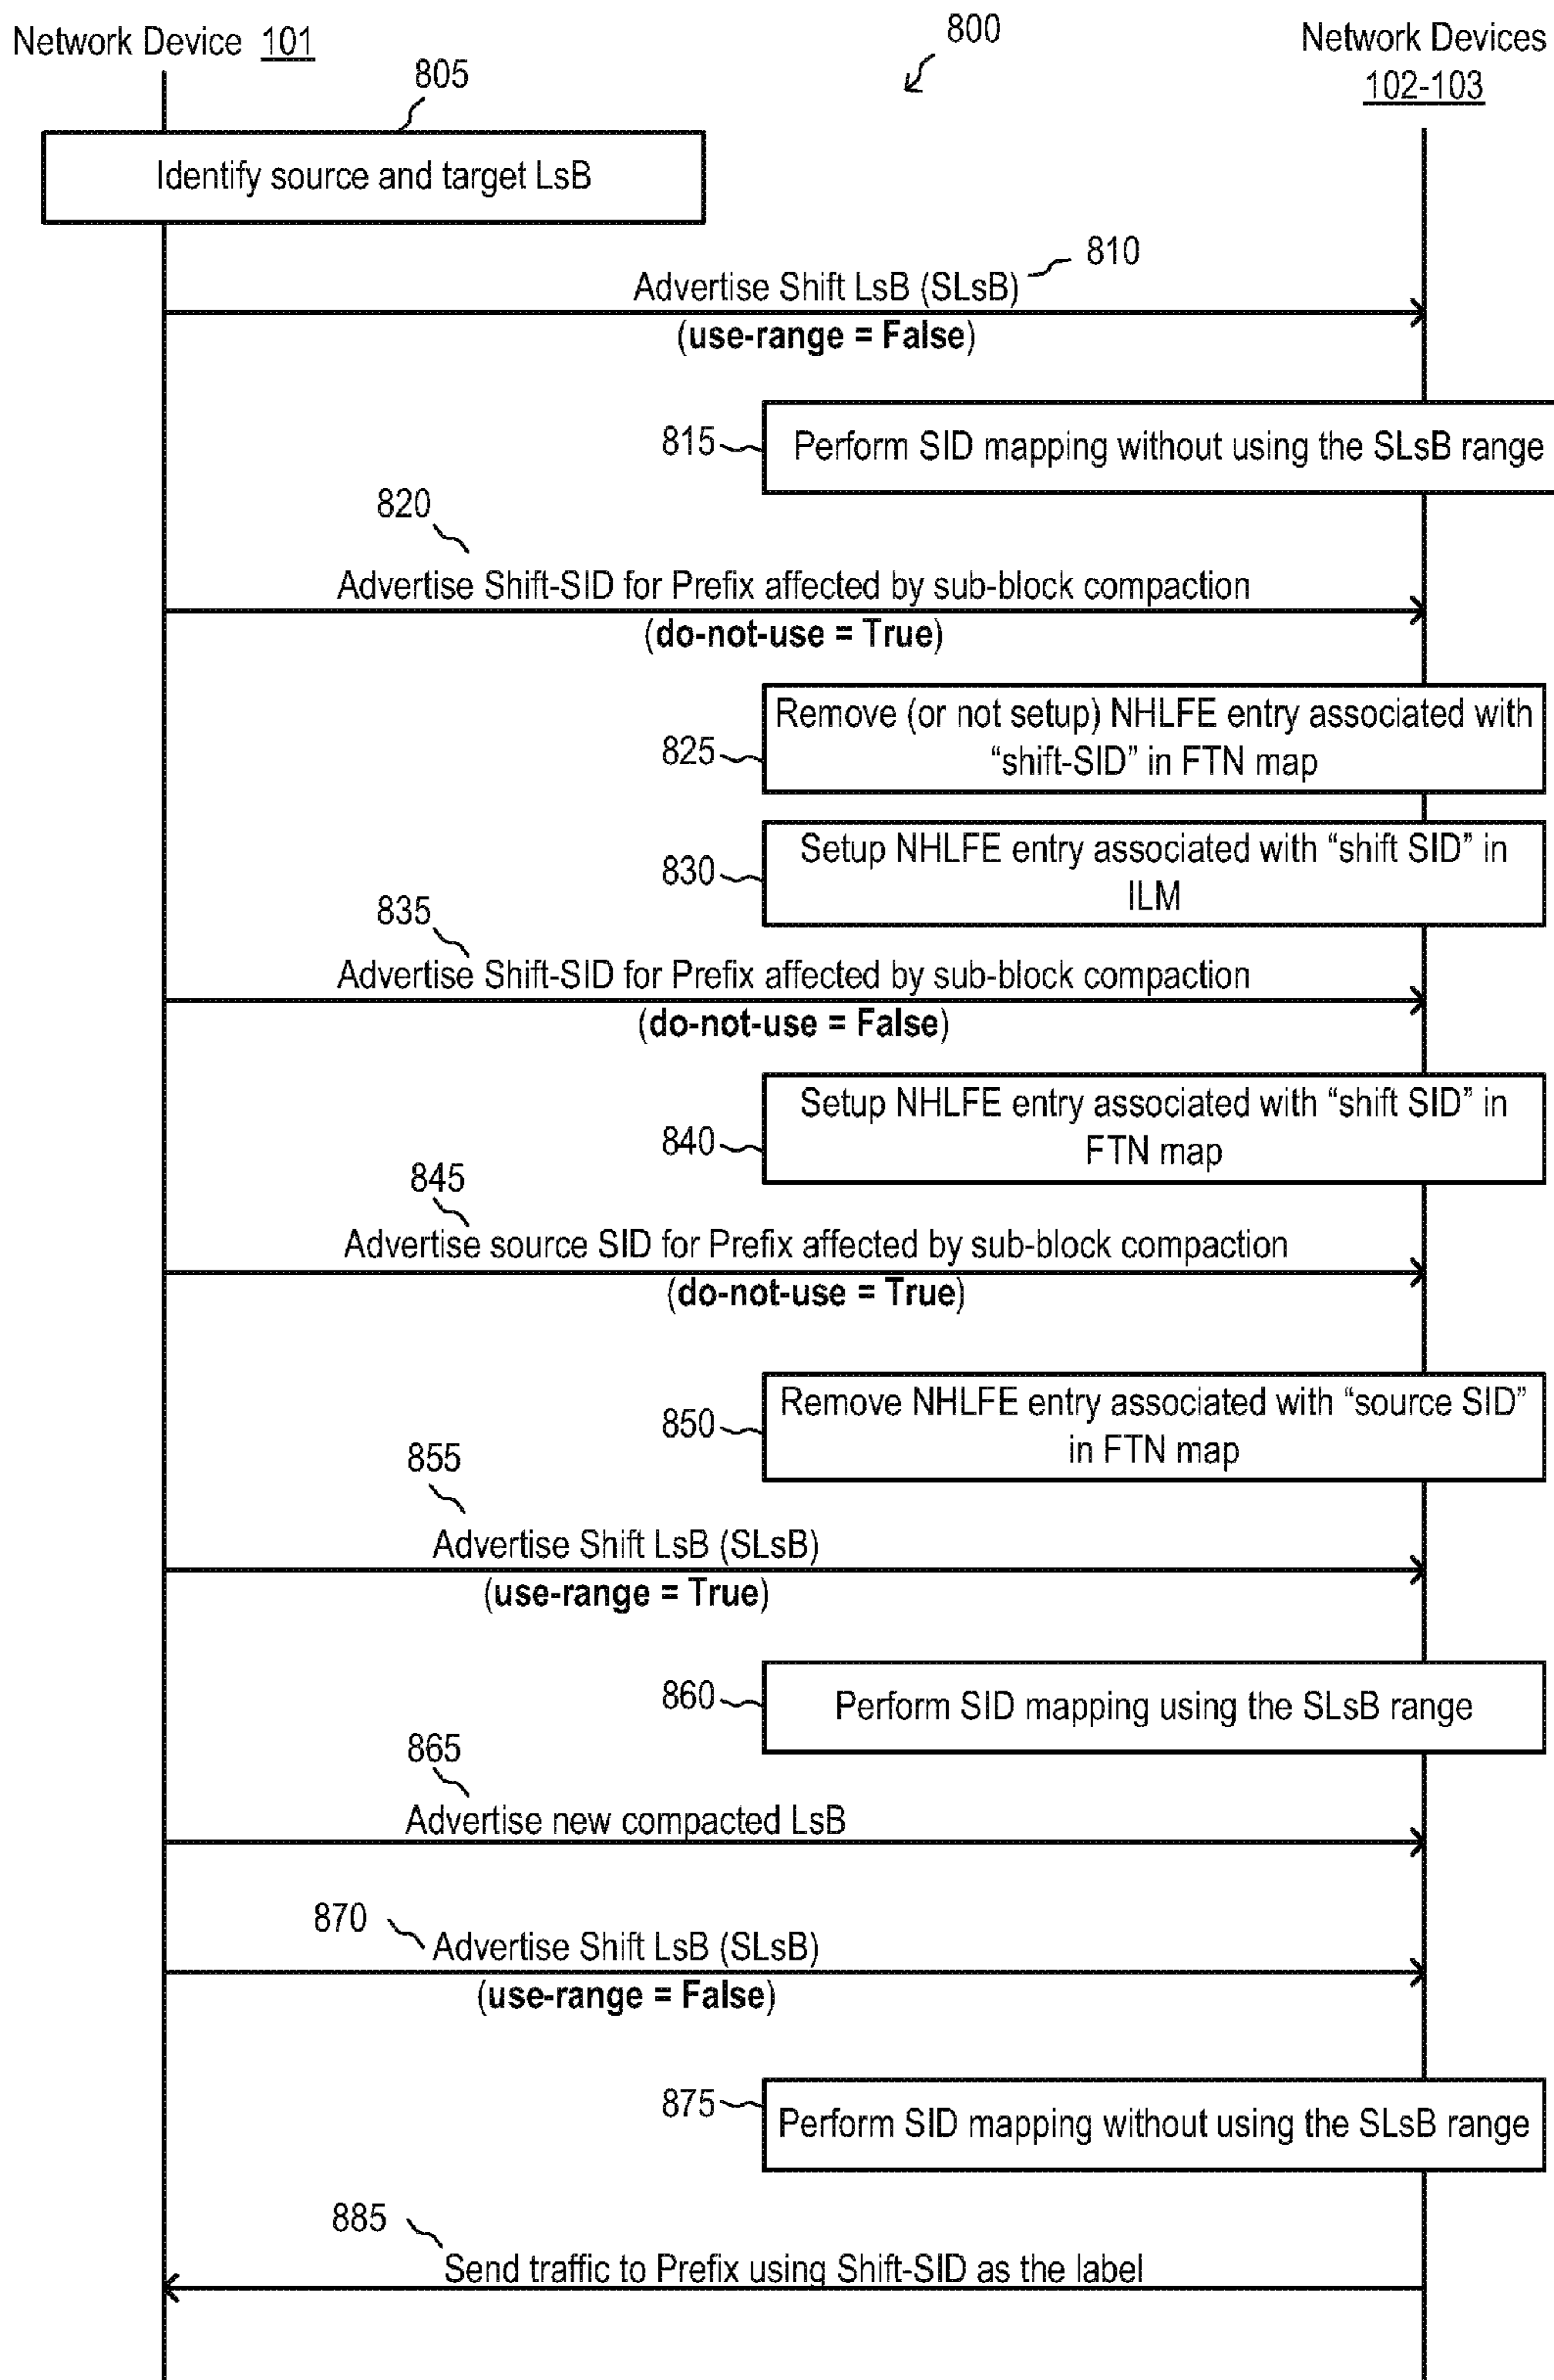 800
Network Device 101
Network Devices
102-103
805
Identify source and target LsB
810
Advertise Shift LsB (SLsB)
(use-range = False)
815
Perform SID mapping without using the SLsB range
820
Advertise Shift-SID for Prefix affected by sub-block compaction
(do-not-use = True)
825
Remove (or not setup) NHLFE entry associated with
“shift-SID” in FTN map
830
Setup NHLFE entry associated with “shift SID” in
ILM
835
Advertise Shift-SID for Prefix affected by sub-block compaction
(do-not-use = False)
840
Setup NHLFE entry associated with “shift SID” in
FTN map
845
Advertise source SID for Prefix affected by sub-block compaction
(do-not-use = True)
850
Remove NHLFE entry associated with “source SID”
in FTN map
855
Advertise Shift LsB (SLsB)
(use-range = True)
860
Perform SID mapping using the SLsB range
865
Advertise new compacted LsB
870
Advertise Shift LsB (SLsB)
(use-range = False)
875
Perform SID mapping without using the SLsB range
885
Send traffic to Prefix using Shift-SID as the label